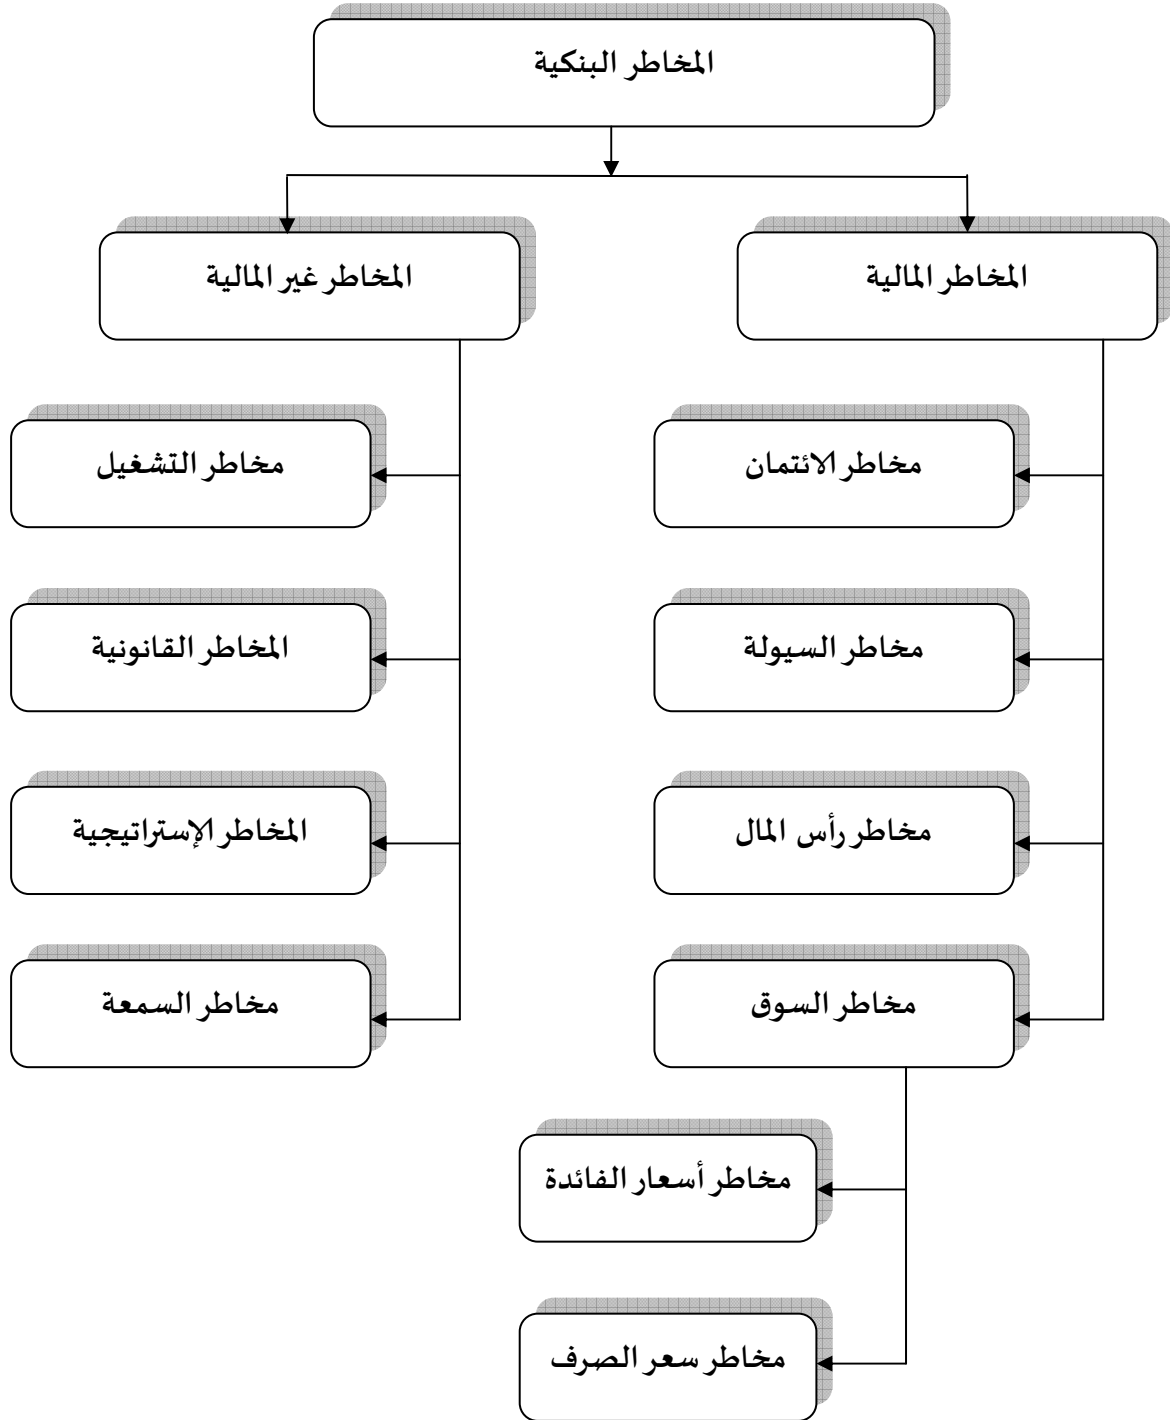 المخاطر البنكية
المخاطر المالية
المخاطر غير المالية
مخاطر الائتمان
مخاطر التشغيل
مخاطر السيولة
المخاطر القانونية
مخاطر رأس المال
المخاطر الإستراتيجية
مخاطر السوق
مخاطر السمعة
مخاطر أسعار الفائدة
مخاطر سعر الصرف